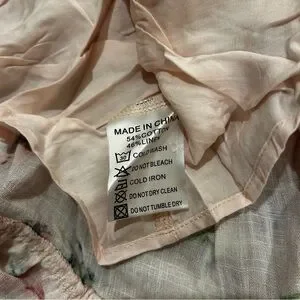 MADE IN CHINA
54% COTTON
46% LINEN
COLD WASH
DO NOT BLEACH
COLD IRON
DO NOT DRY CLEAN
DO NOT TUMBLE DRY